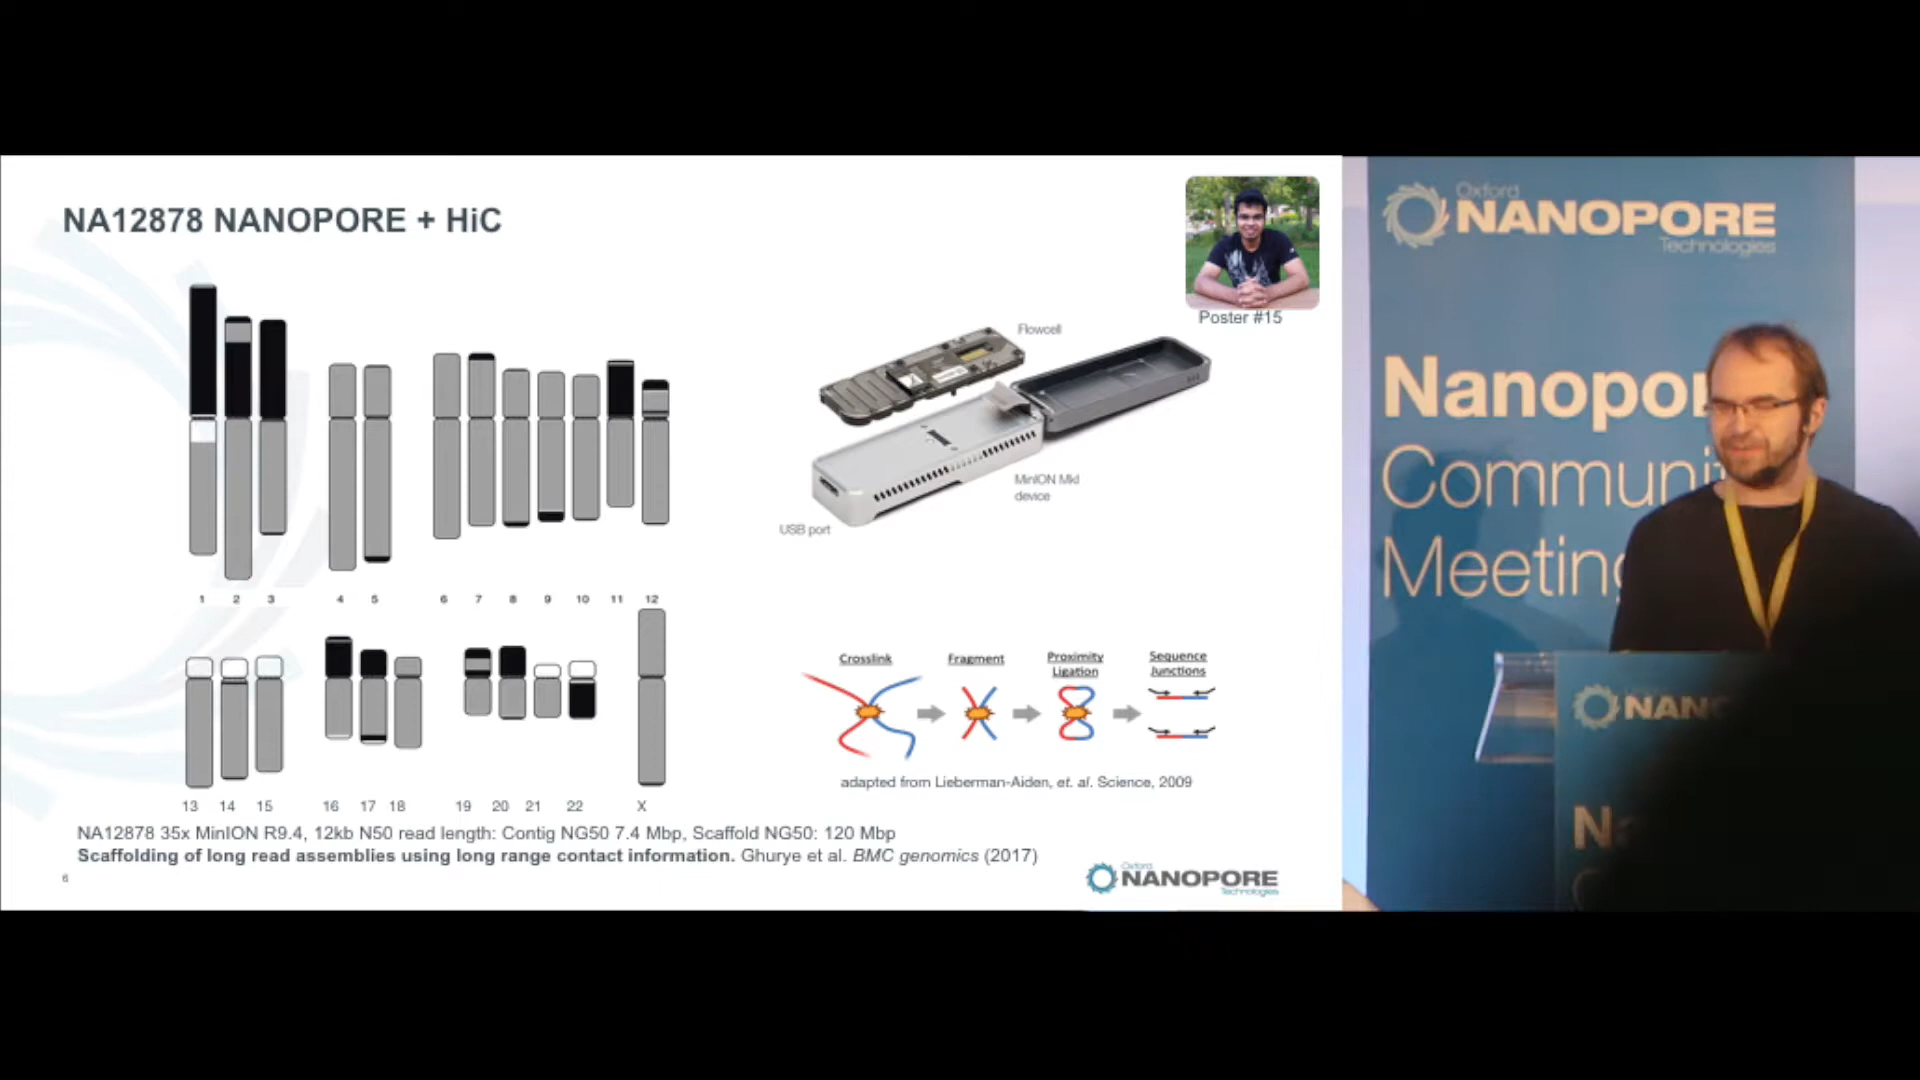 NA12878 NANOPORE + HiC
Poster #15
Flowcell
MinION MkI
device
USB port
1 2 3 4 5 6 7 8 9 10 11 12
Crosslink
Fragment
Proximity
Ligation
Sequence
Junctions
adapted from Lieberman-Aiden, et. al. Science, 2009
13 14 15 16 17 18 19 20 21 22 X
NA12878 35x MinION R9.4, 12kb N50 read length: Contig NG50 7.4 Mbp, Scaffold NG50: 120 Mbp
Scaffolding of long read assemblies using long range contact information. Ghurye et al. BMC genomics (2017)
6
Oxford
NANOPORE
Technologies
Oxford
NANOPORE
Technologies
Nanopor
Communi
Meeting
NAN